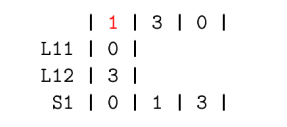 | 1 | 3 | 0 |
L11 | 0 |
L12 | 3 |
S1 | 0 | 1 | 3 |